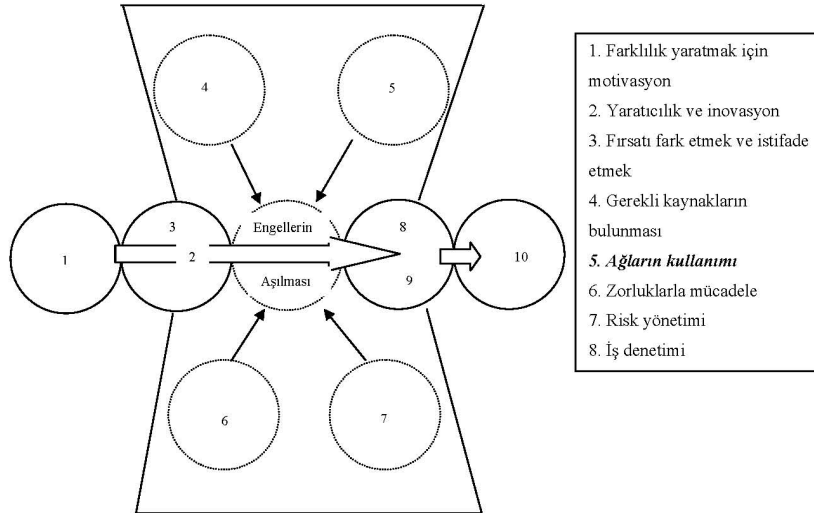 4
5
3
8
Engellerin
1
2
10
Aşılması
9
6
7
1. Farklılık yaratmak için
motivasyon
2. Yaratıcılık ve inovasyon
3. Fırsatı fark etmek ve istifade
etmek
4. Gerekli kaynakların
bulunması
5. Ağların kullanımı
6. Zorluklarla mücadele
7. Risk yönetimi
8. İş denetimi